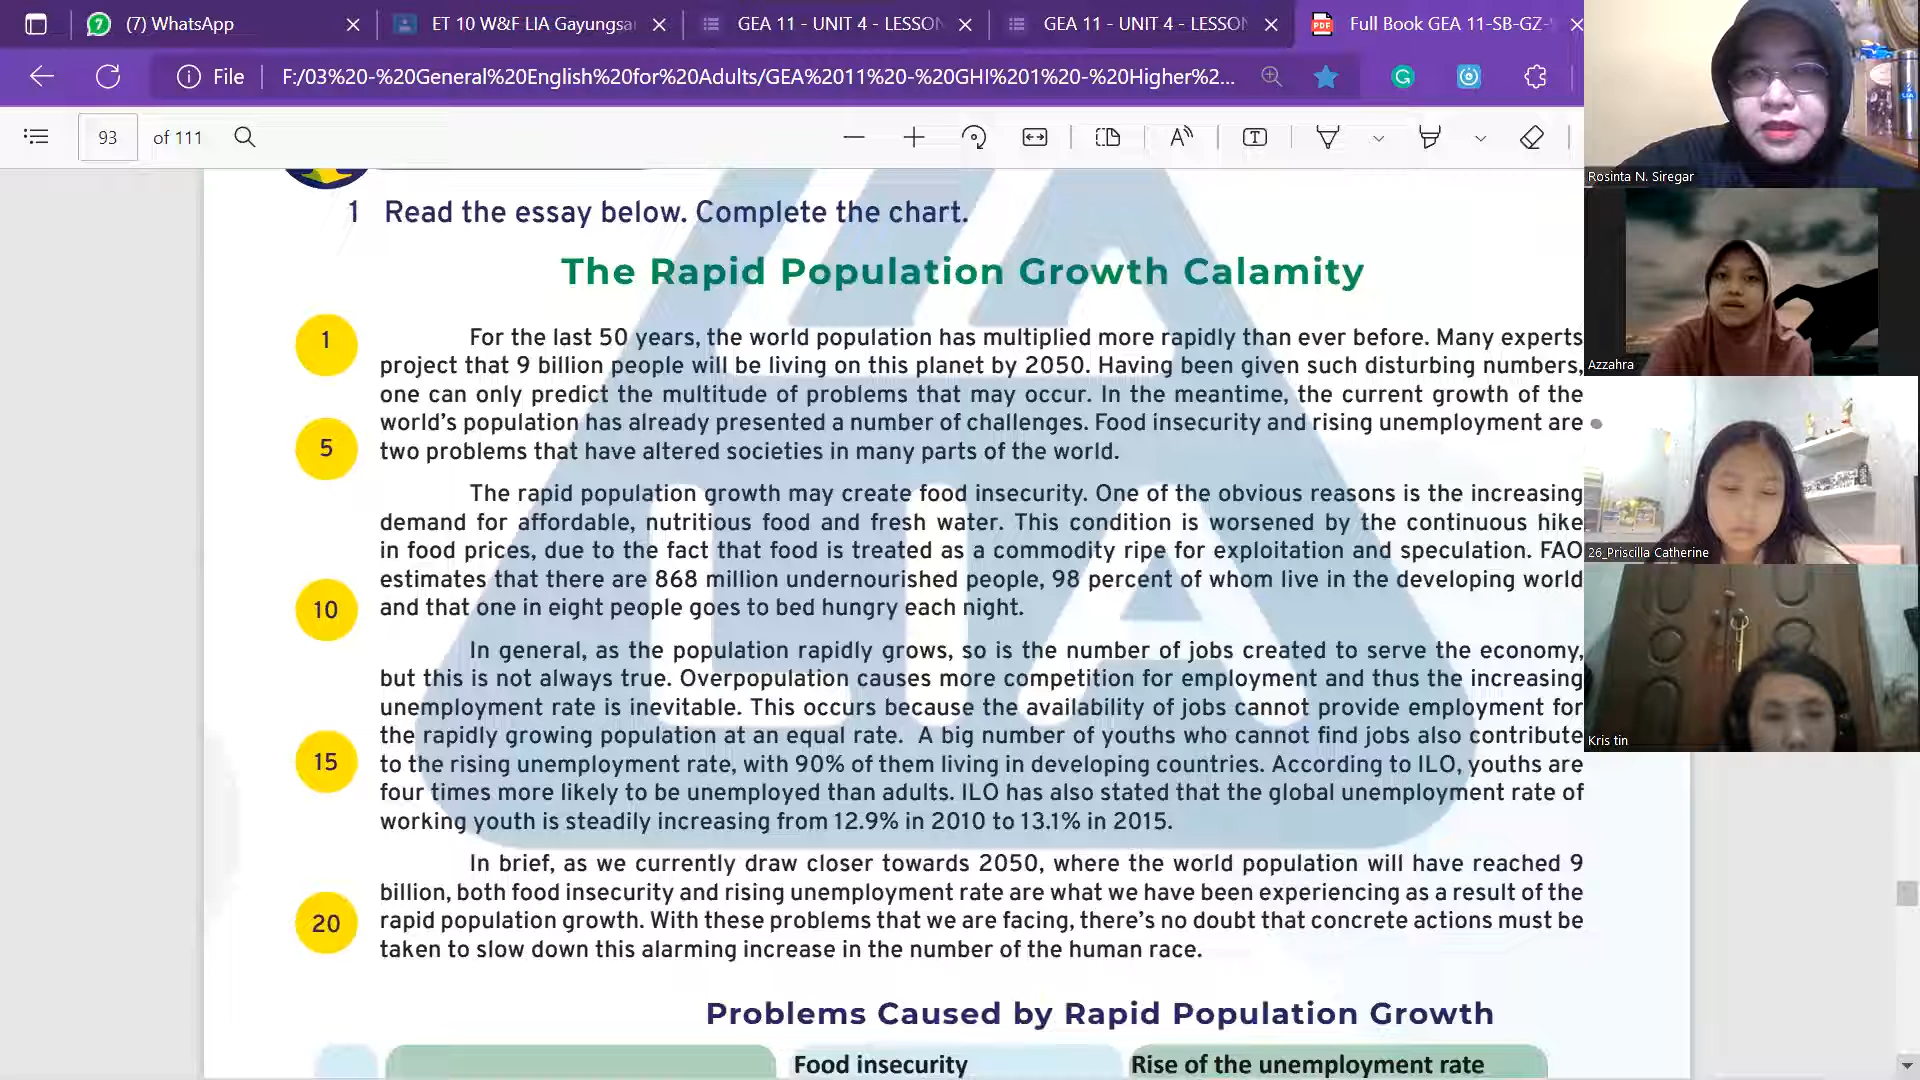 (7) WhatsApp
ET 10 W&F LIA Gayungsa
GEA 11 - UNIT 4 - LESSON
GEA 11 - UNIT 4 - LESSON
Full Book GEA 11-SB-GZ-
File
F:/03%20-%20General%20English%20for%20Adults/GEA%2011%20-%20GHI%201%20-%20Higher%2...
93 of 111
1 Read the essay below. Complete the chart.
The Rapid Population Growth Calamity
1 For the last 50 years, the world population has multiplied more rapidly than ever before. Many experts
project that 9 billion people will be living on this planet by 2050. Having been given such disturbing numbers,
one can only predict the multitude of problems that may occur. In the meantime, the current growth of the
world's population has already presented a number of challenges. Food insecurity and rising unemployment are
5 two problems that have altered societies in many parts of the world.
The rapid population growth may create food insecurity. One of the obvious reasons is the increasing
demand for affordable, nutritious food and fresh water. This condition is worsened by the continuous hike
in food prices, due to the fact that food is treated as a commodity ripe for exploitation and speculation. FAO
estimates that there are 868 million undernourished people, 98 percent of whom live in the developing world
10 and that one in eight people goes to bed hungry each night.
In general, as the population rapidly grows, so is the number of jobs created to serve the economy,
but this is not always true. Overpopulation causes more competition for employment and thus the increasing
unemployment rate is inevitable. This occurs because the availability of jobs cannot provide employment for
the rapidly growing population at an equal rate. A big number of youths who cannot find jobs also contribute
15 to the rising unemployment rate, with 90% of them living in developing countries. According to ILO, youths are
four times more likely to be unemployed than adults. ILO has also stated that the global unemployment rate of
working youth is steadily increasing from 12.9% in 2010 to 13.1% in 2015.
In brief, as we currently draw closer towards 2050, where the world population will have reached 9
billion, both food insecurity and rising unemployment rate are what we have been experiencing as a result of the
20 rapid population growth. With these problems that we are facing, there's no doubt that concrete actions must be
taken to slow down this alarming increase in the number of the human race.
Problems Caused by Rapid Population Growth
Food insecurity
Rise of the unemployment rate
LIA
Rosinta N. Siregar
Azzahra
26_Priscilla Catherine
Kris tin